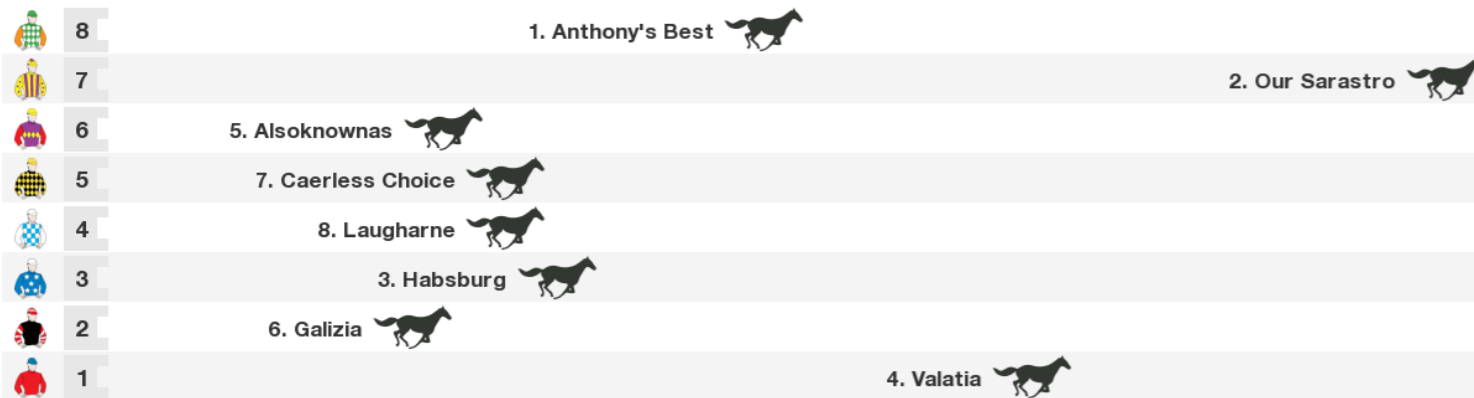 8 1. Anthony's Best
7 2. Our Sarastro
6 5. Alsoknownas
5 7. Caerless Choice
4 8. Laugharne
3 3. Habsburg
2 6. Galizia
1 4. Valatia